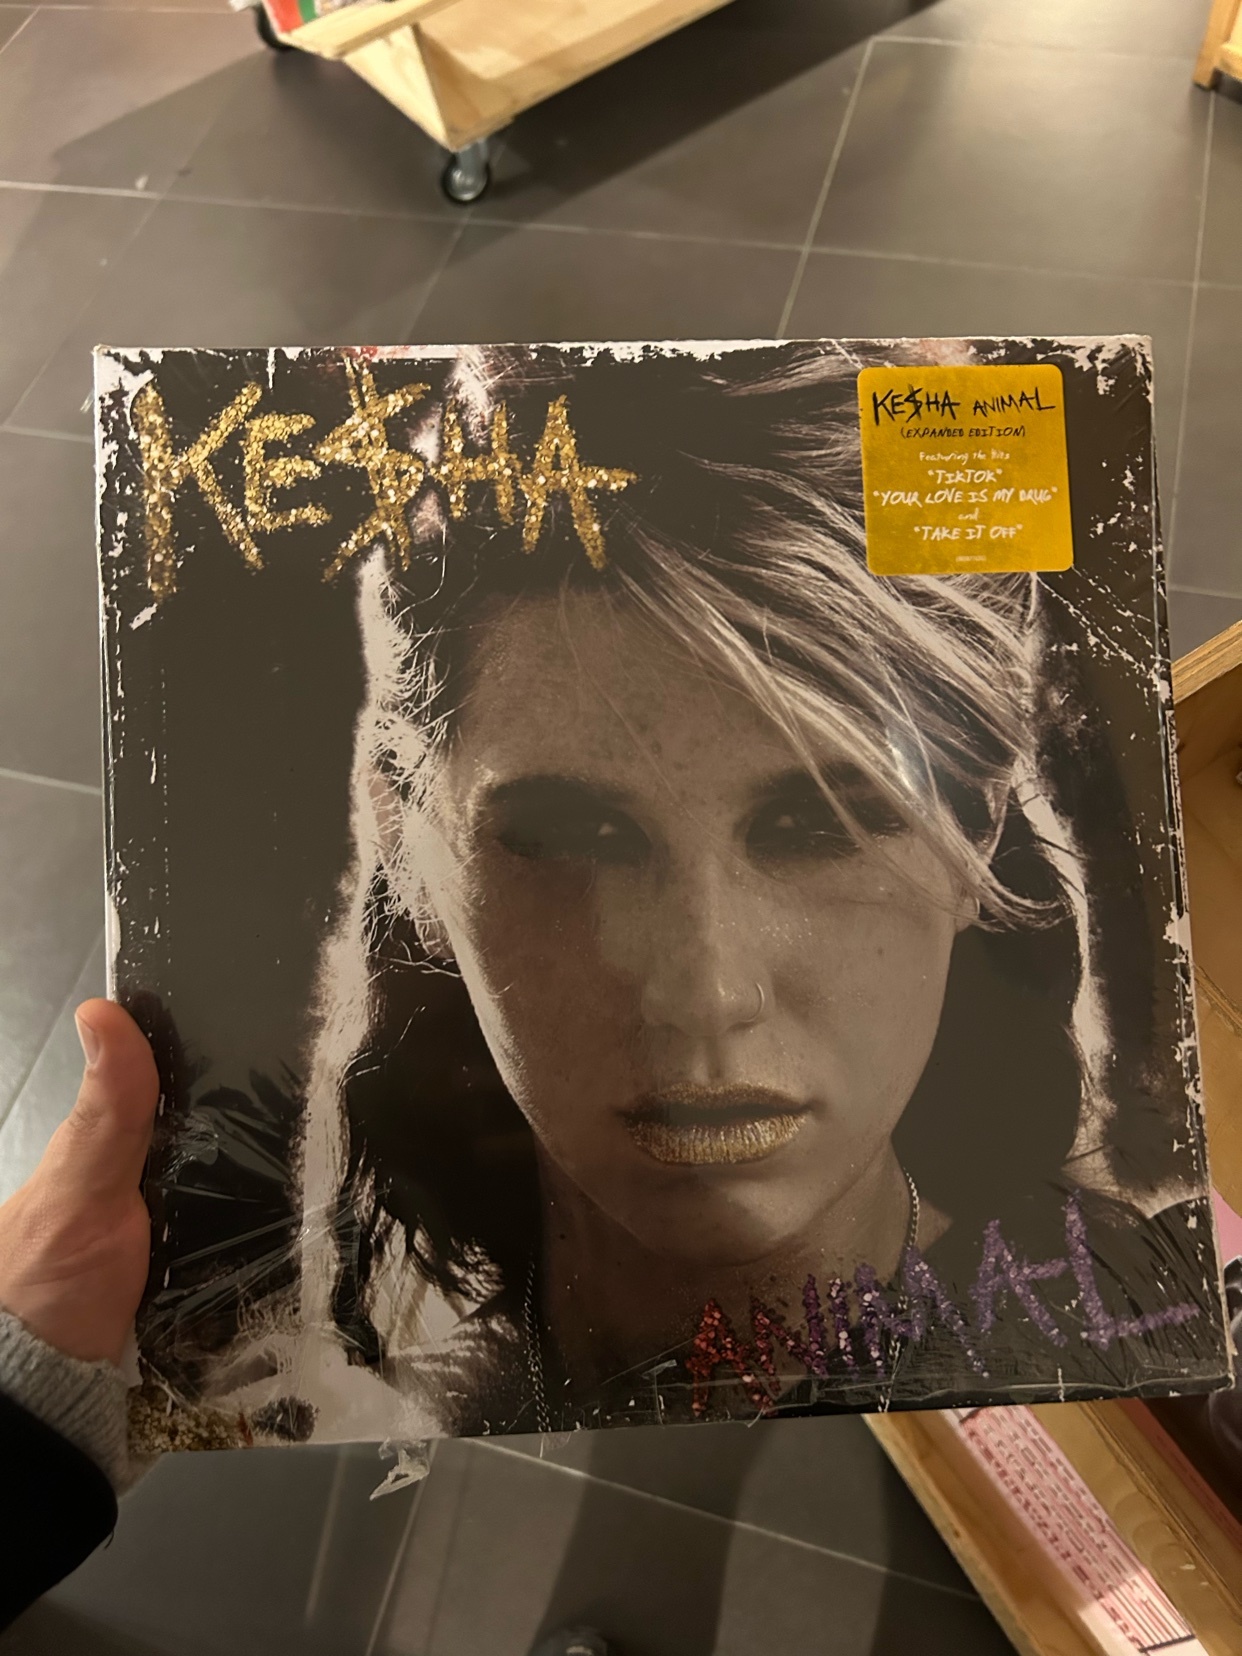 KE$HA
KE$HA ANIMAL
(EXPANDED EDITION)
Featuring the hits
"TiKTOK"
"YOUR LOVE IS MY DRUG"
and
"TAKE IT OFF"
ANIMAL